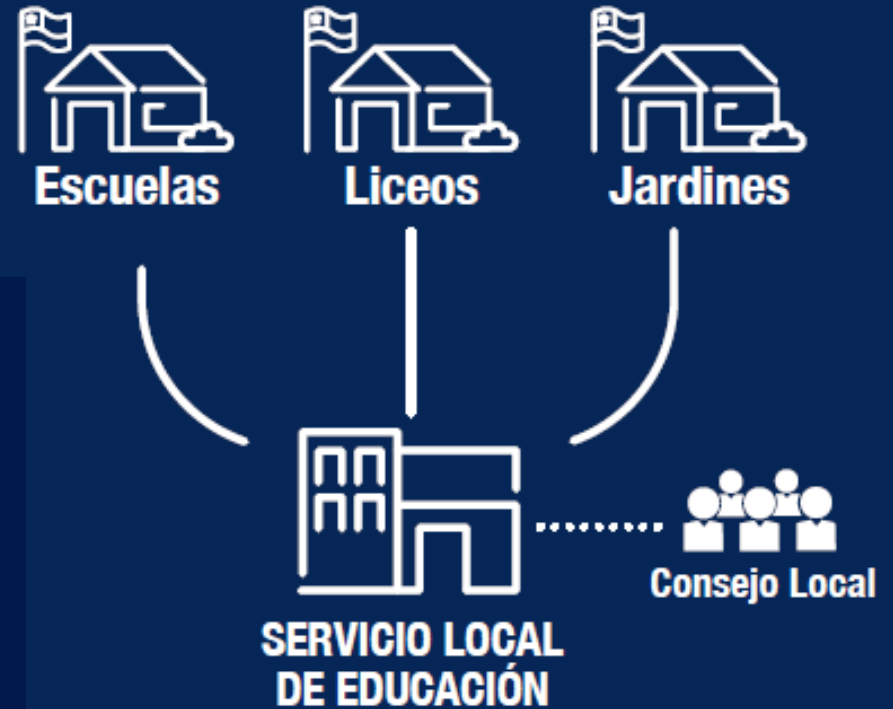 Escuelas
Liceos
Jardines
Consejo Local
SERVICIO LOCAL
DE EDUCACIÓN